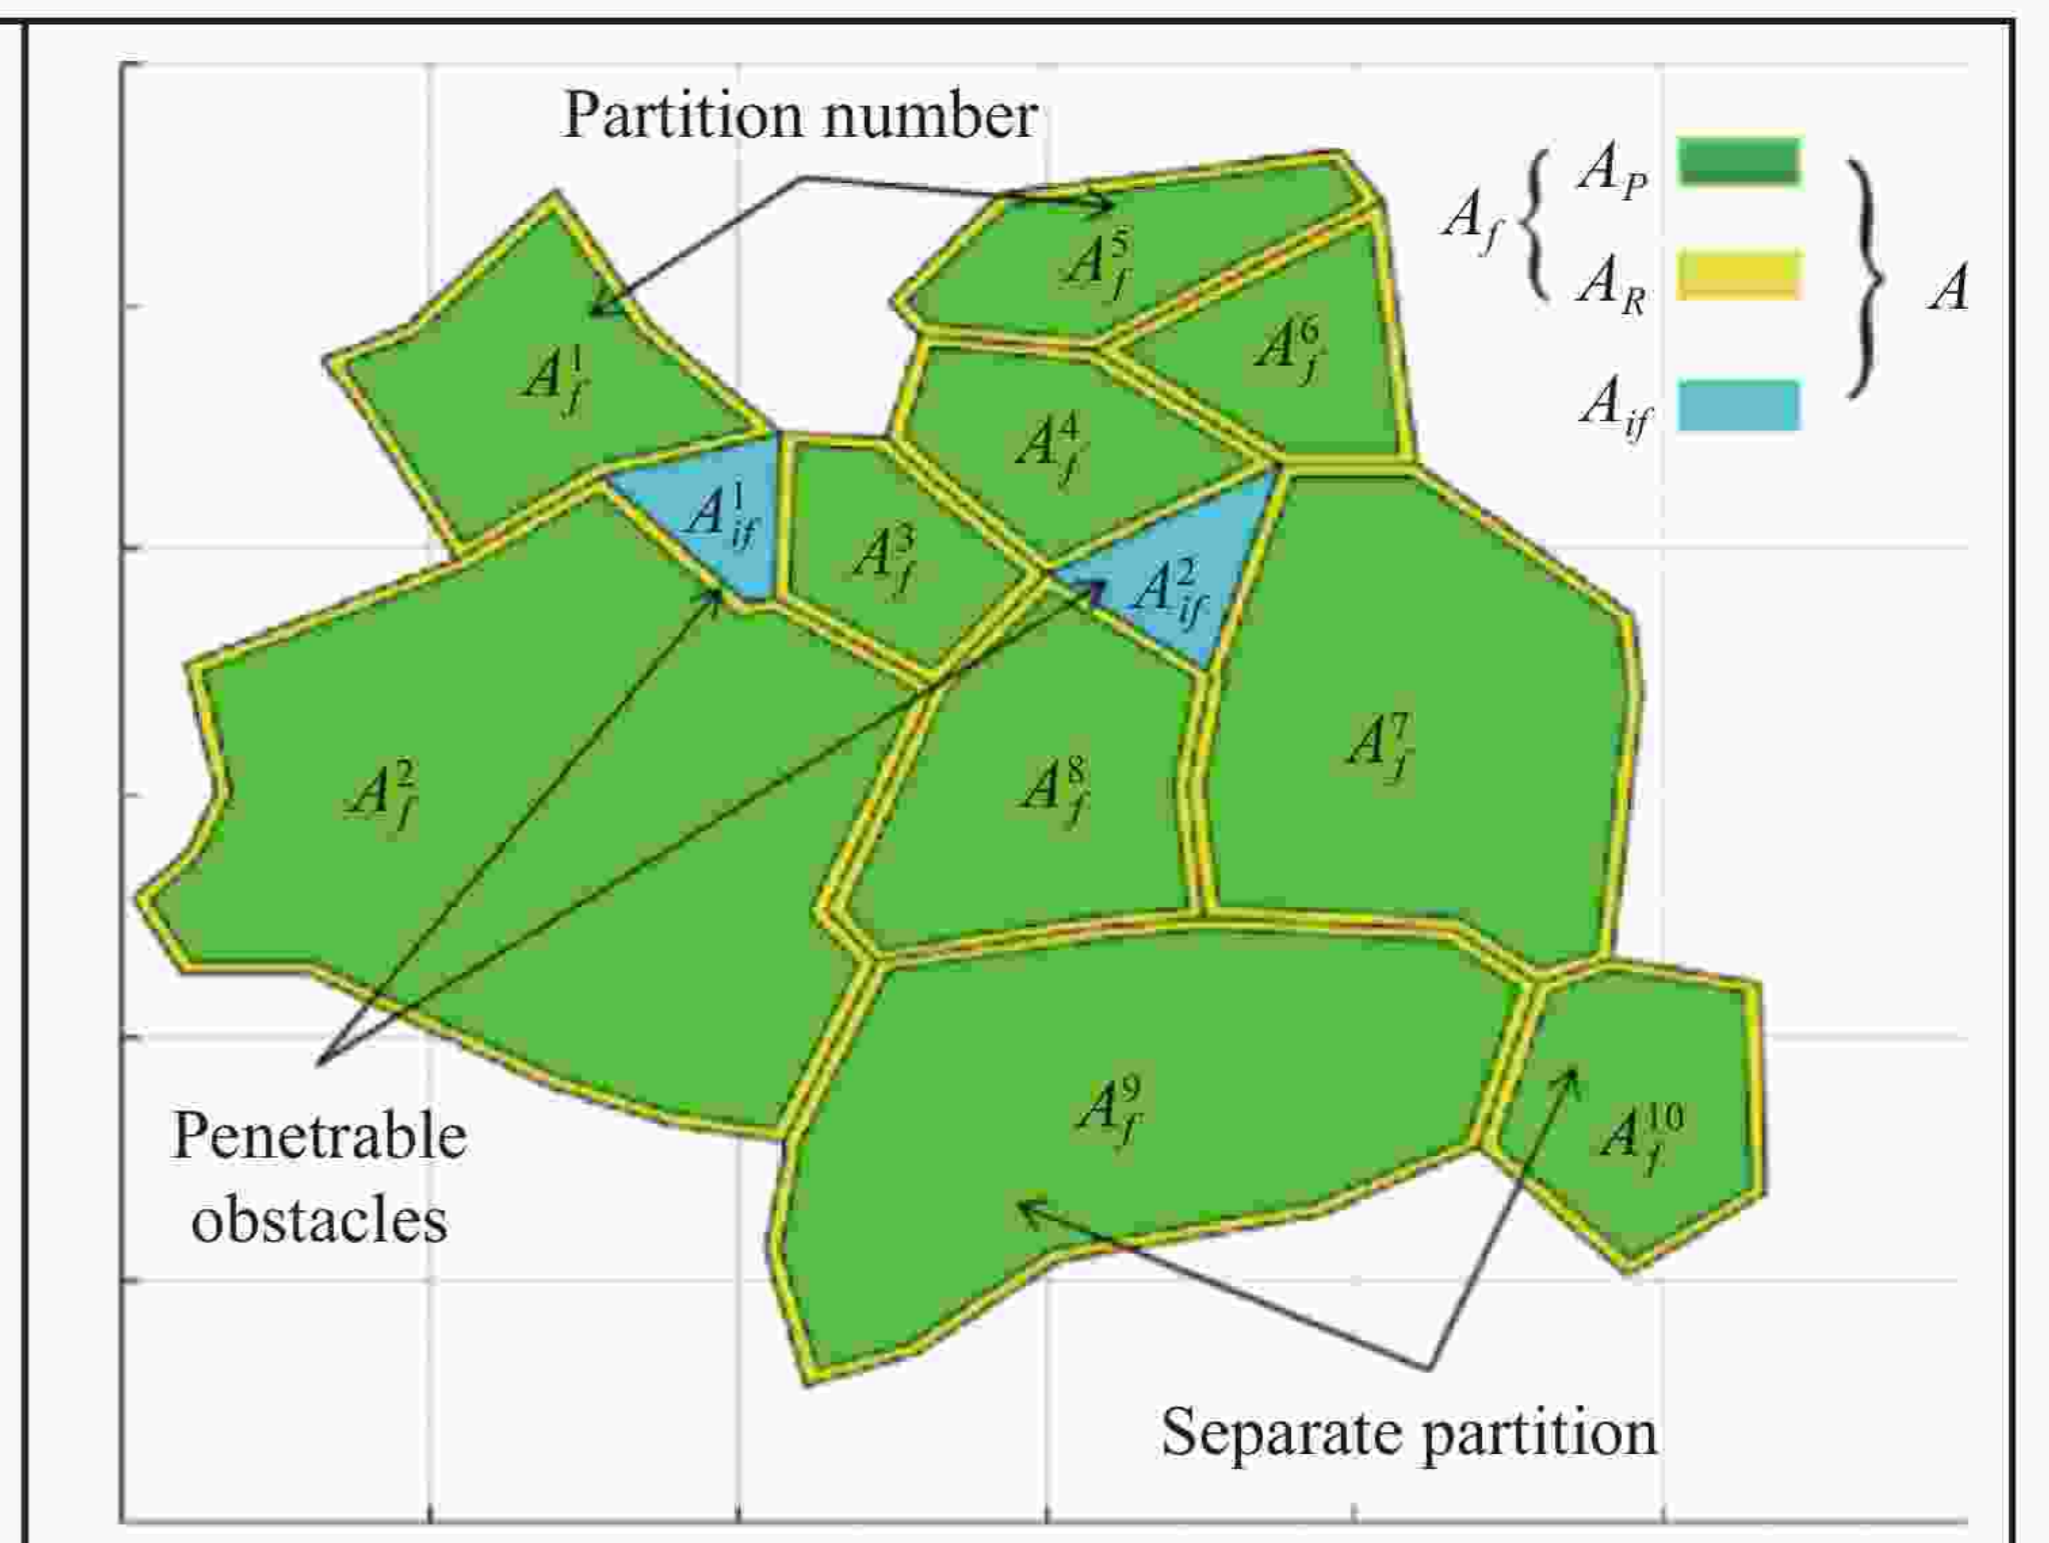 Partition number
A_P
A_f {
A_R
} A
A_if
A_f^5
A_f^6
A_f^1
A_f^4
A_if^1
A_f^3
A_if^2
A_f^7
A_f^2
A_f^8
A_f^9
A_f^10
Penetrable
obstacles
Separate partition